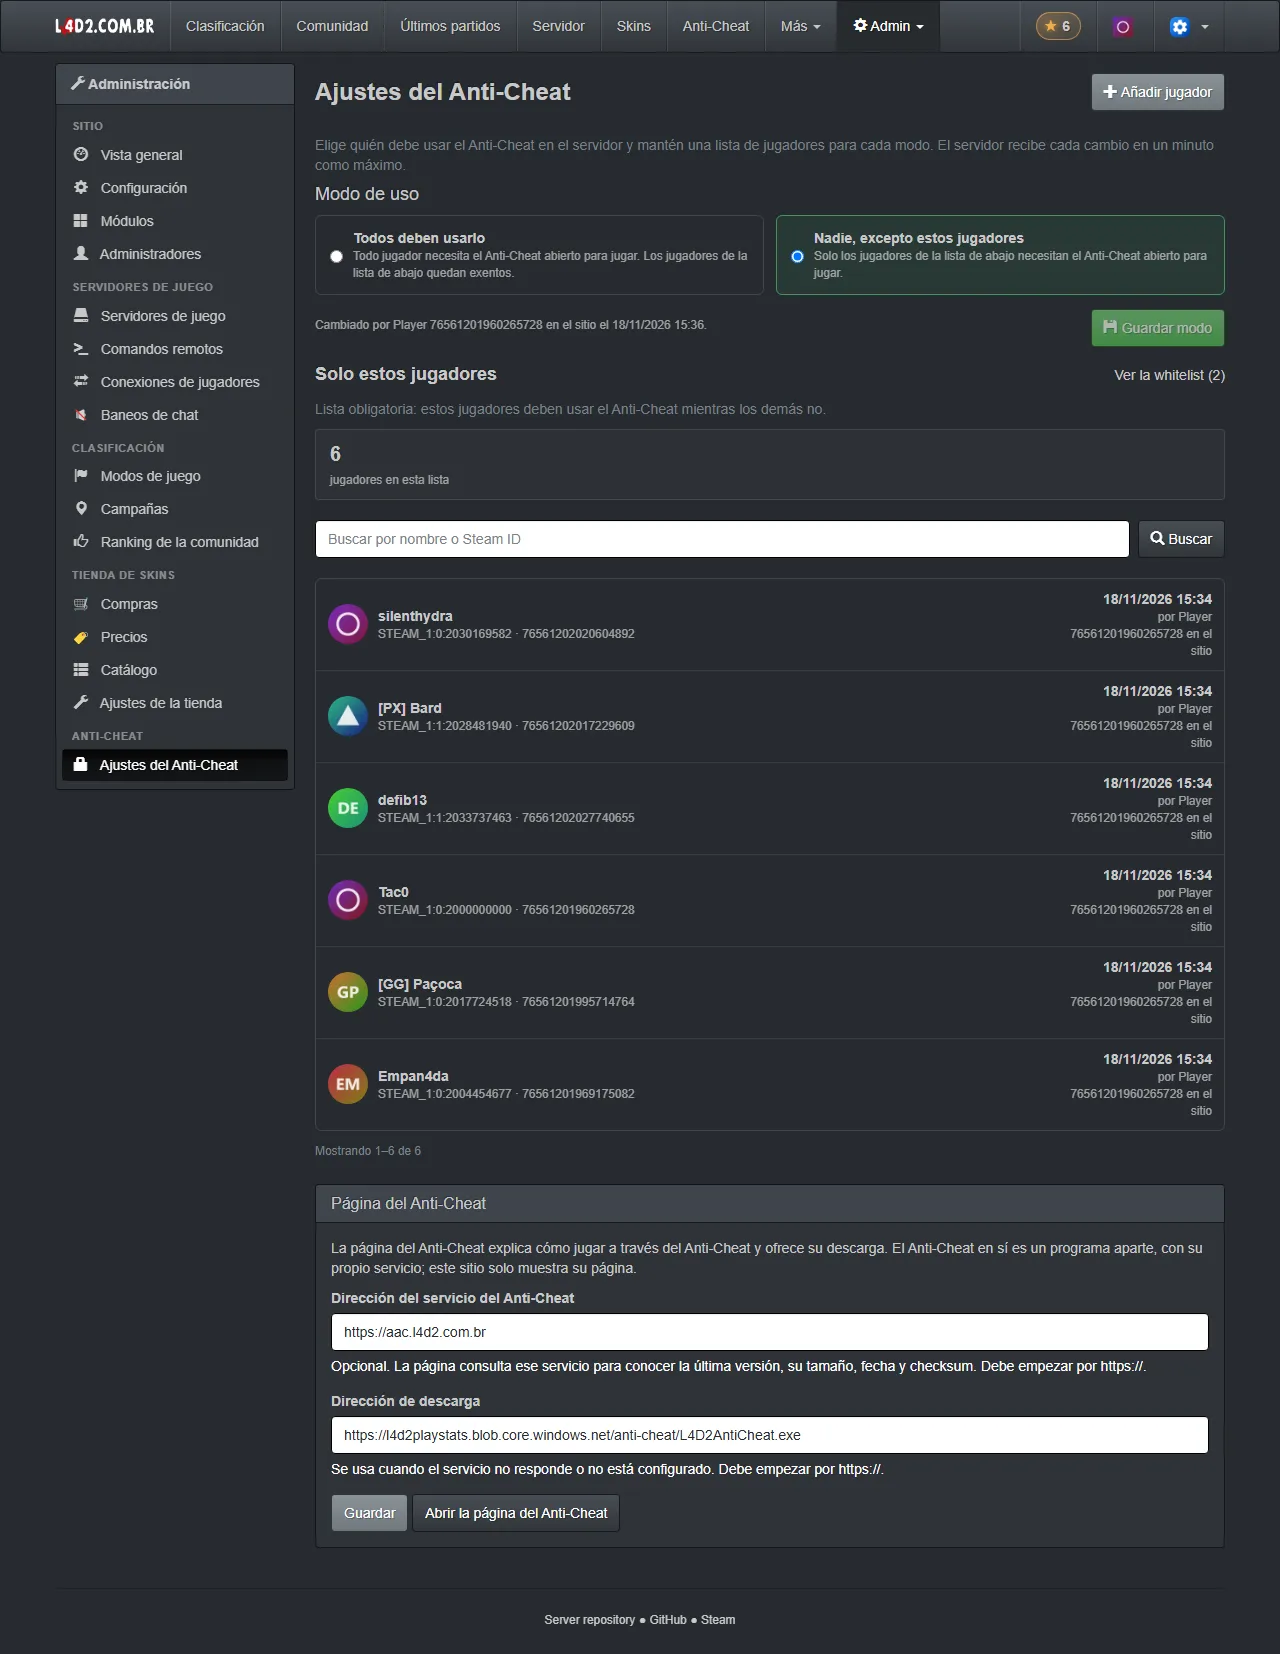 L4D2.COM.BR
Clasificación
Comunidad
Últimos partidos
Servidor
Skins
Anti-Cheat
Más
Admin
6
Administración
SITIO
Vista general
Configuración
Módulos
Administradores
SERVIDORES DE JUEGO
Servidores de juego
Comandos remotos
Conexiones de jugadores
Baneos de chat
CLASIFICACIÓN
Modos de juego
Campañas
Ranking de la comunidad
TIENDA DE SKINS
Compras
Precios
Catálogo
Ajustes de la tienda
ANTI-CHEAT
Ajustes del Anti-Cheat
Ajustes del Anti-Cheat
Añadir jugador
Elige quién debe usar el Anti-Cheat en el servidor y mantén una lista de jugadores para cada modo. El servidor recibe cada cambio en un minuto
como máximo.
Modo de uso
Todos deben usarlo
Todo jugador necesita el Anti-Cheat abierto para jugar. Los jugadores de la
lista de abajo quedan exentos.
Nadie, excepto estos jugadores
Solo los jugadores de la lista de abajo necesitan el Anti-Cheat abierto para
jugar.
Cambiado por Player 76561201960265728 en el sitio el 18/11/2026 15:36.
Guardar modo
Solo estos jugadores
Ver la whitelist (2)
Lista obligatoria: estos jugadores deben usar el Anti-Cheat mientras los demás no.
6
jugadores en esta lista
Buscar por nombre o Steam ID
Buscar
silenthydra
STEAM_1:0:2030169582 · 76561202020604892
18/11/2026 15:34
por Player
76561201960265728 en el
sitio
[PX] Bard
STEAM_1:1:2028481940 · 76561202017229609
18/11/2026 15:34
por Player
76561201960265728 en el
sitio
DE
defib13
STEAM_1:1:2033737463 · 76561202027740655
18/11/2026 15:34
por Player
76561201960265728 en el
sitio
Tac0
STEAM_1:0:2000000000 · 76561201960265728
18/11/2026 15:34
por Player
76561201960265728 en el
sitio
GP
[GG] Paçoca
STEAM_1:0:2017724518 · 76561201995714764
18/11/2026 15:34
por Player
76561201960265728 en el
sitio
EM
Empan4da
STEAM_1:0:2004454677 · 76561201969175082
18/11/2026 15:34
por Player
76561201960265728 en el
sitio
Mostrando 1–6 de 6
Página del Anti-Cheat
La página del Anti-Cheat explica cómo jugar a través del Anti-Cheat y ofrece su descarga. El Anti-Cheat en sí es un programa aparte, con su
propio servicio; este sitio solo muestra su página.
Dirección del servicio del Anti-Cheat
https://aac.l4d2.com.br
Opcional. La página consulta ese servicio para conocer la última versión, su tamaño, fecha y checksum. Debe empezar por https://.
Dirección de descarga
https://l4d2playstats.blob.core.windows.net/anti-cheat/L4D2AntiCheat.exe
Se usa cuando el servicio no responde o no está configurado. Debe empezar por https://.
Guardar
Abrir la página del Anti-Cheat
Server repository ● GitHub ● Steam